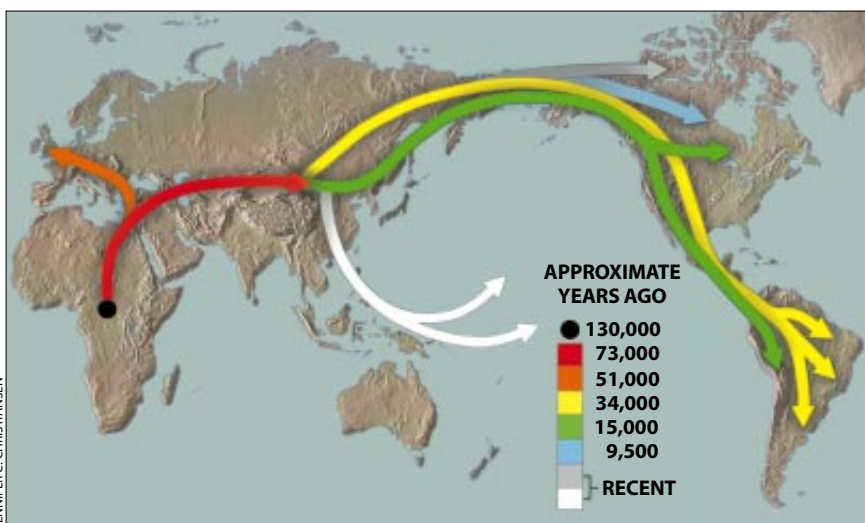 APPROXIMATE
YEARS AGO
130,000
73,000
51,000
34,000
15,000
9,500
RECENT